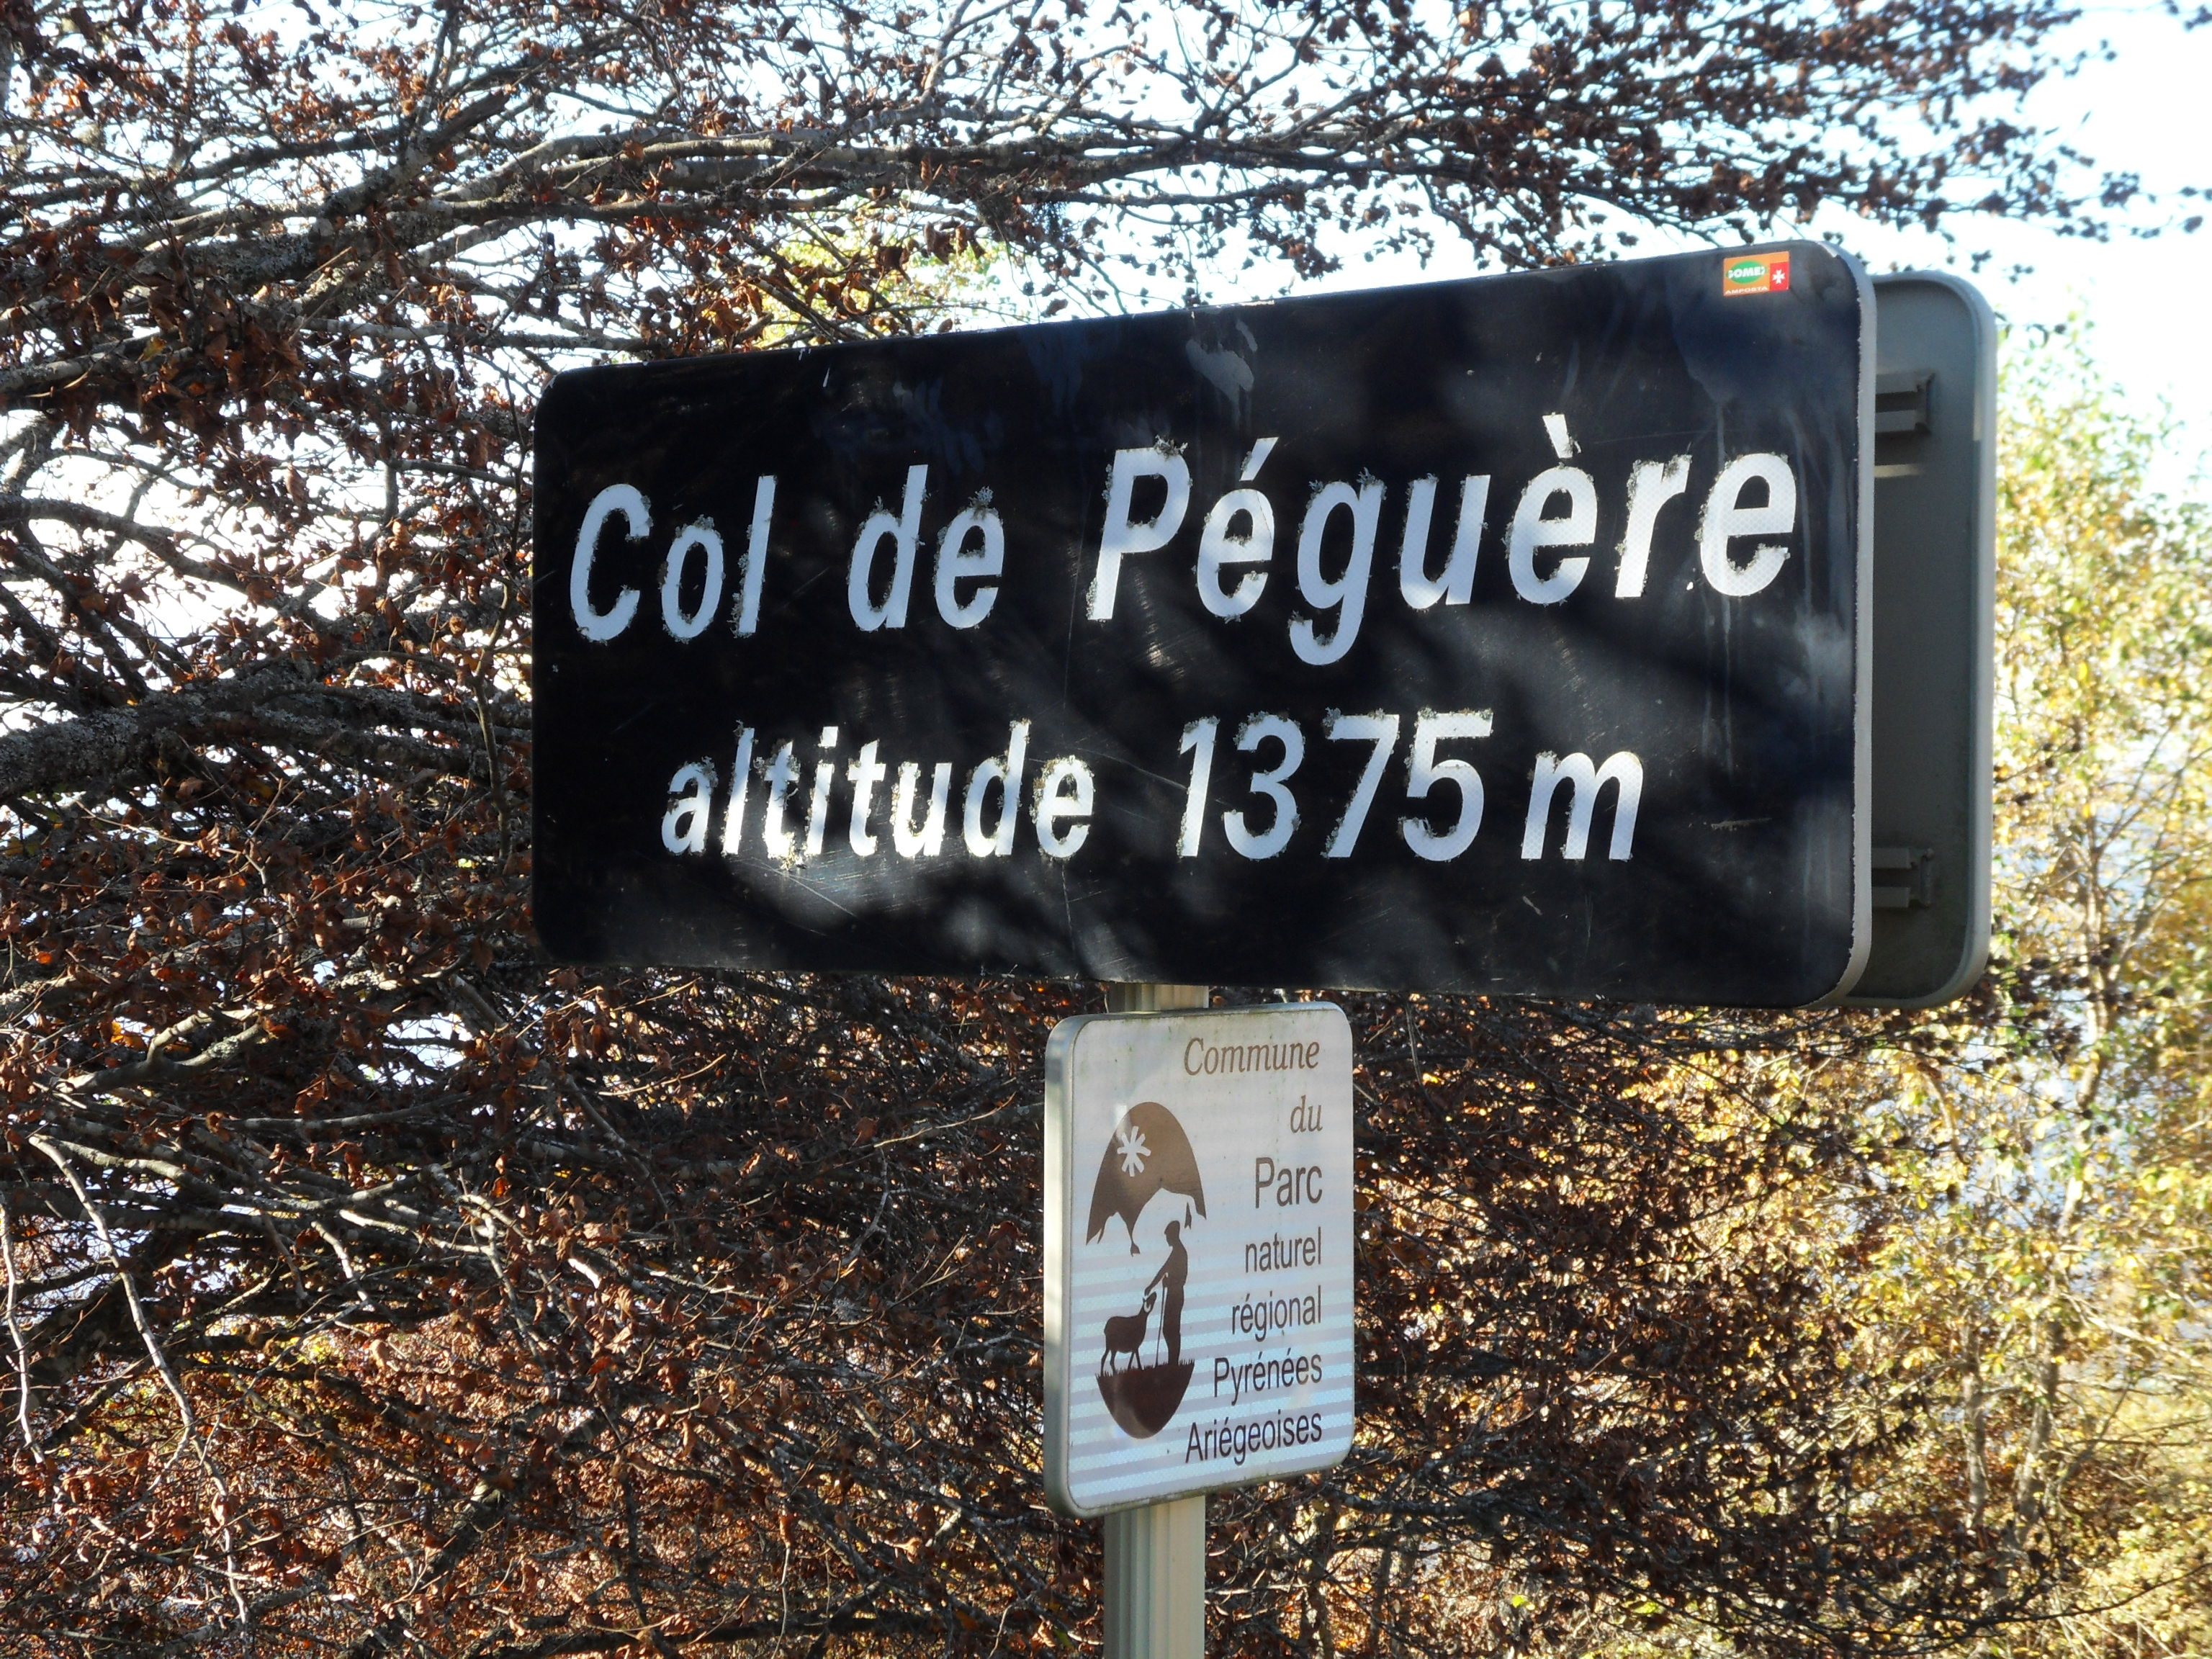 Col de Péguère
altitude 1375 m
Commune
du
Parc
naturel
régional
Pyrénées
Ariégeoises